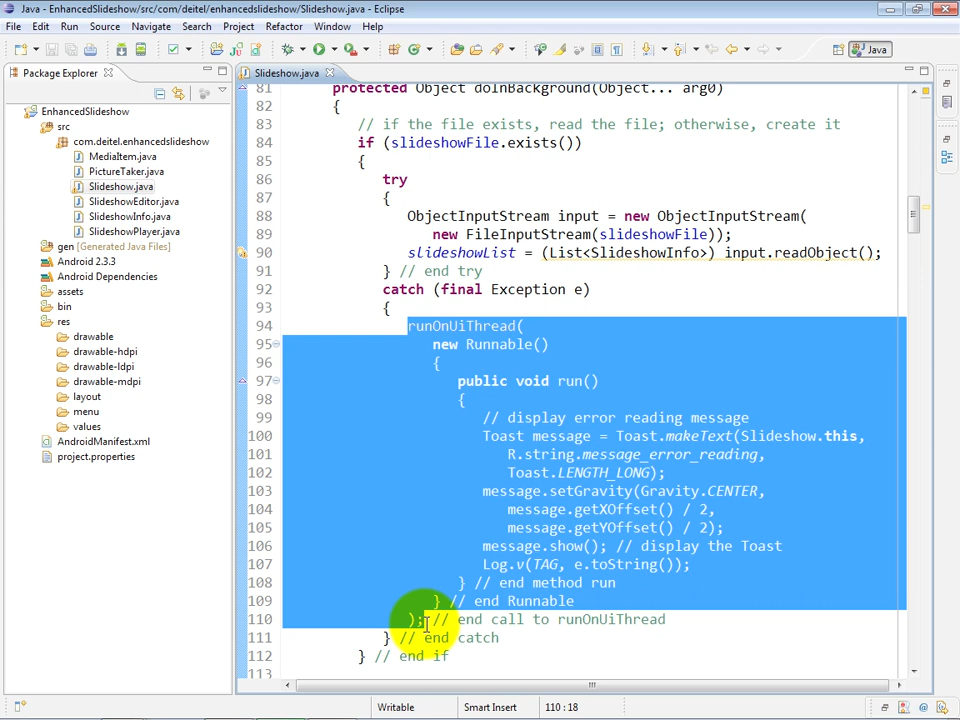 Java - EnhancedSlideshow/src/com/deitel/enhancedslideshow/Slideshow.java - Eclipse
File Edit Run Source Navigate Search Project Refactor Window Help
Java
Package Explorer
Slideshow.java
EnhancedSlideshow
src
com.deitel.enhancedslideshow
MediaItem.java
PictureTaker.java
Slideshow.java
SlideshowEditor.java
SlideshowInfo.java
SlideshowPlayer.java
gen [Generated Java Files]
Android 2.3.3
Android Dependencies
assets
bin
res
drawable
drawable-hdpi
drawable-ldpi
drawable-mdpi
layout
menu
values
AndroidManifest.xml
project.properties
81 protected Object doInBackground(Object... arg0)
82 {
83 // if the file exists, read the file; otherwise, create it
84 if (slideshowFile.exists())
85 {
86 try
87 {
88 ObjectInputStream input = new ObjectInputStream(
89 new FileInputStream(slideshowFile));
90 slideshowList = (List<SlideshowInfo>) input.readObject();
91 } // end try
92 catch (final Exception e)
93 {
94 runOnUiThread(
95 new Runnable()
96 {
97 public void run()
98 {
99 // display error reading message
100 Toast message = Toast.makeText(Slideshow.this,
101 R.string.message_error_reading,
102 Toast.LENGTH_LONG);
103 message.setGravity(Gravity.CENTER,
104 message.getXOffset() / 2,
105 message.getYOffset() / 2);
106 message.show(); // display the Toast
107 Log.v(TAG, e.toString());
108 } // end method run
109 } // end Runnable
110 ); // end call to runOnUiThread
111 } // end catch
112 } // end if
113
Writable Smart Insert 110 : 18